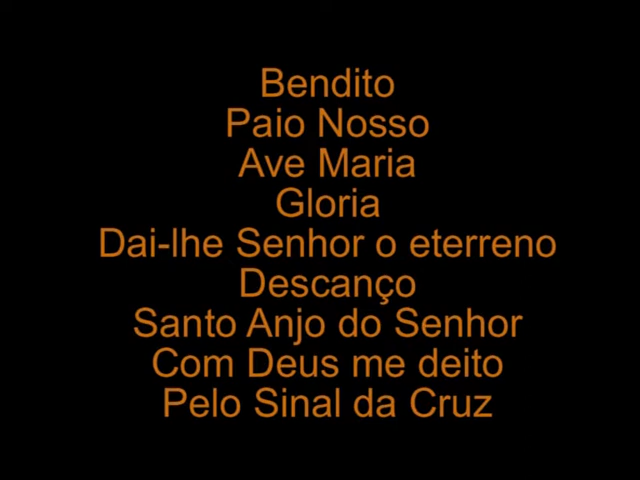 Bendito
Paio Nosso
Ave Maria
Gloria
Dai-lhe Senhor o eterreno
Descanço
Santo Anjo do Senhor
Com Deus me deito
Pelo Sinal da Cruz